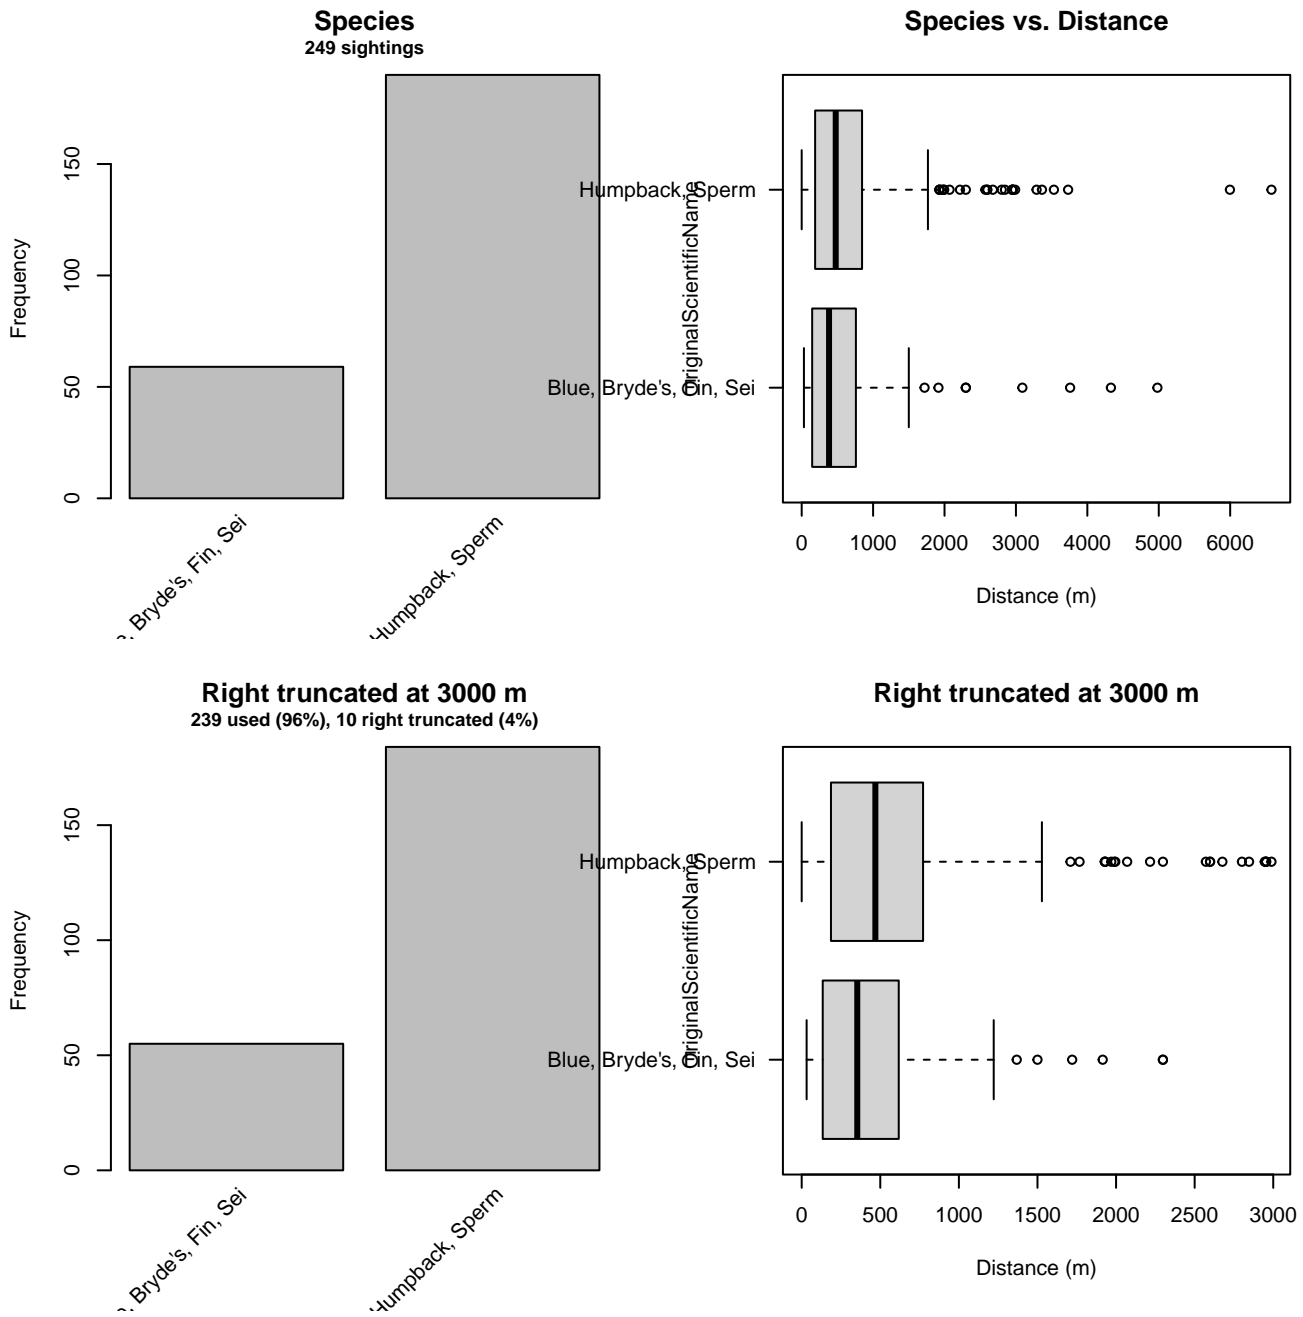 Species
249 sightings
Frequency
0
50
100
150
, Bryde's, Fin, Sei
Humpback, Sperm
Species vs. Distance
OriginalScientificName
Humpback, Sperm
Blue, Bryde's, Fin, Sei
0 1000 2000 3000 4000 5000 6000
Distance (m)
Right truncated at 3000 m
239 used (96%), 10 right truncated (4%)
Frequency
0
50
100
150
, Bryde's, Fin, Sei
Humpback, Sperm
Right truncated at 3000 m
OriginalScientificName
Humpback, Sperm
Blue, Bryde's, Fin, Sei
0 500 1000 1500 2000 2500 3000
Distance (m)